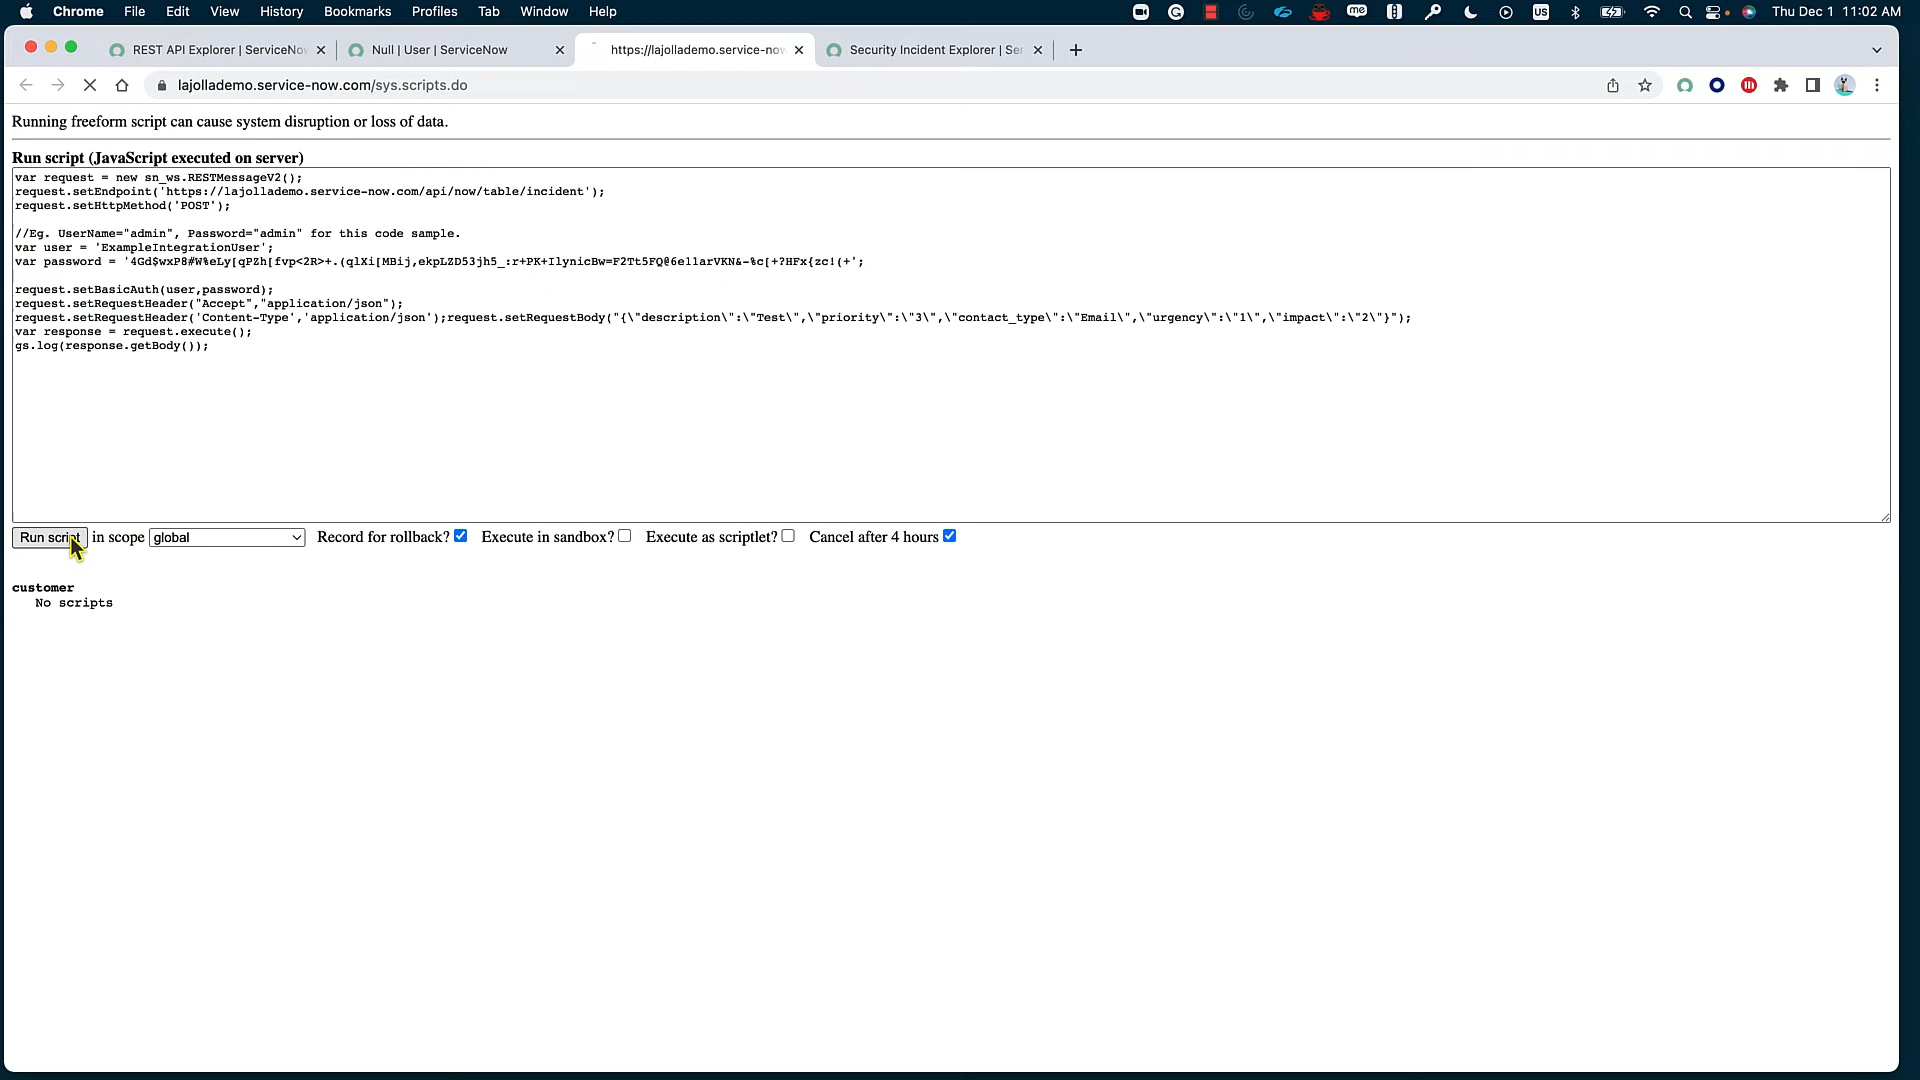 Chrome File Edit View History Bookmarks Profiles Tab Window Help
me US Thu Dec 1 11:02 AM
REST API Explorer | ServiceNo
Null | User | ServiceNow
https://lajollademo.service-now
Security Incident Explorer | Ser
lajollademo.service-now.com/sys.scripts.do
Running freeform script can cause system disruption or loss of data.
Run script (JavaScript executed on server)
var request = new sn_ws.RESTMessageV2();
request.setEndpoint('https://lajollademo.service-now.com/api/now/table/incident');
request.setHttpMethod('POST');
//Eg. UserName="admin", Password="admin" for this code sample.
var user = 'ExampleIntegrationUser';
var password = '4Gd$wxP8#W%eLy[qPZh[fvp<2R>+.(qlXi[MBij,ekpLZD53jh5_:r+PK+IlynicBw=F2Tt5FQ@6e11arVKN&-%c[+?HFx{zc!(+';
request.setBasicAuth(user,password);
request.setRequestHeader("Accept","application/json");
request.setRequestHeader('Content-Type','application/json');request.setRequestBody("{\"description\":\"Test\",\"priority\":\"3\",\"contact_type\":\"Email\",\"urgency\":\"1\",\"impact\":\"2\"}");
var response = request.execute();
gs.log(response.getBody());
Run script in scope global Record for rollback? Execute in sandbox? Execute as scriptlet? Cancel after 4 hours
customer
No scripts